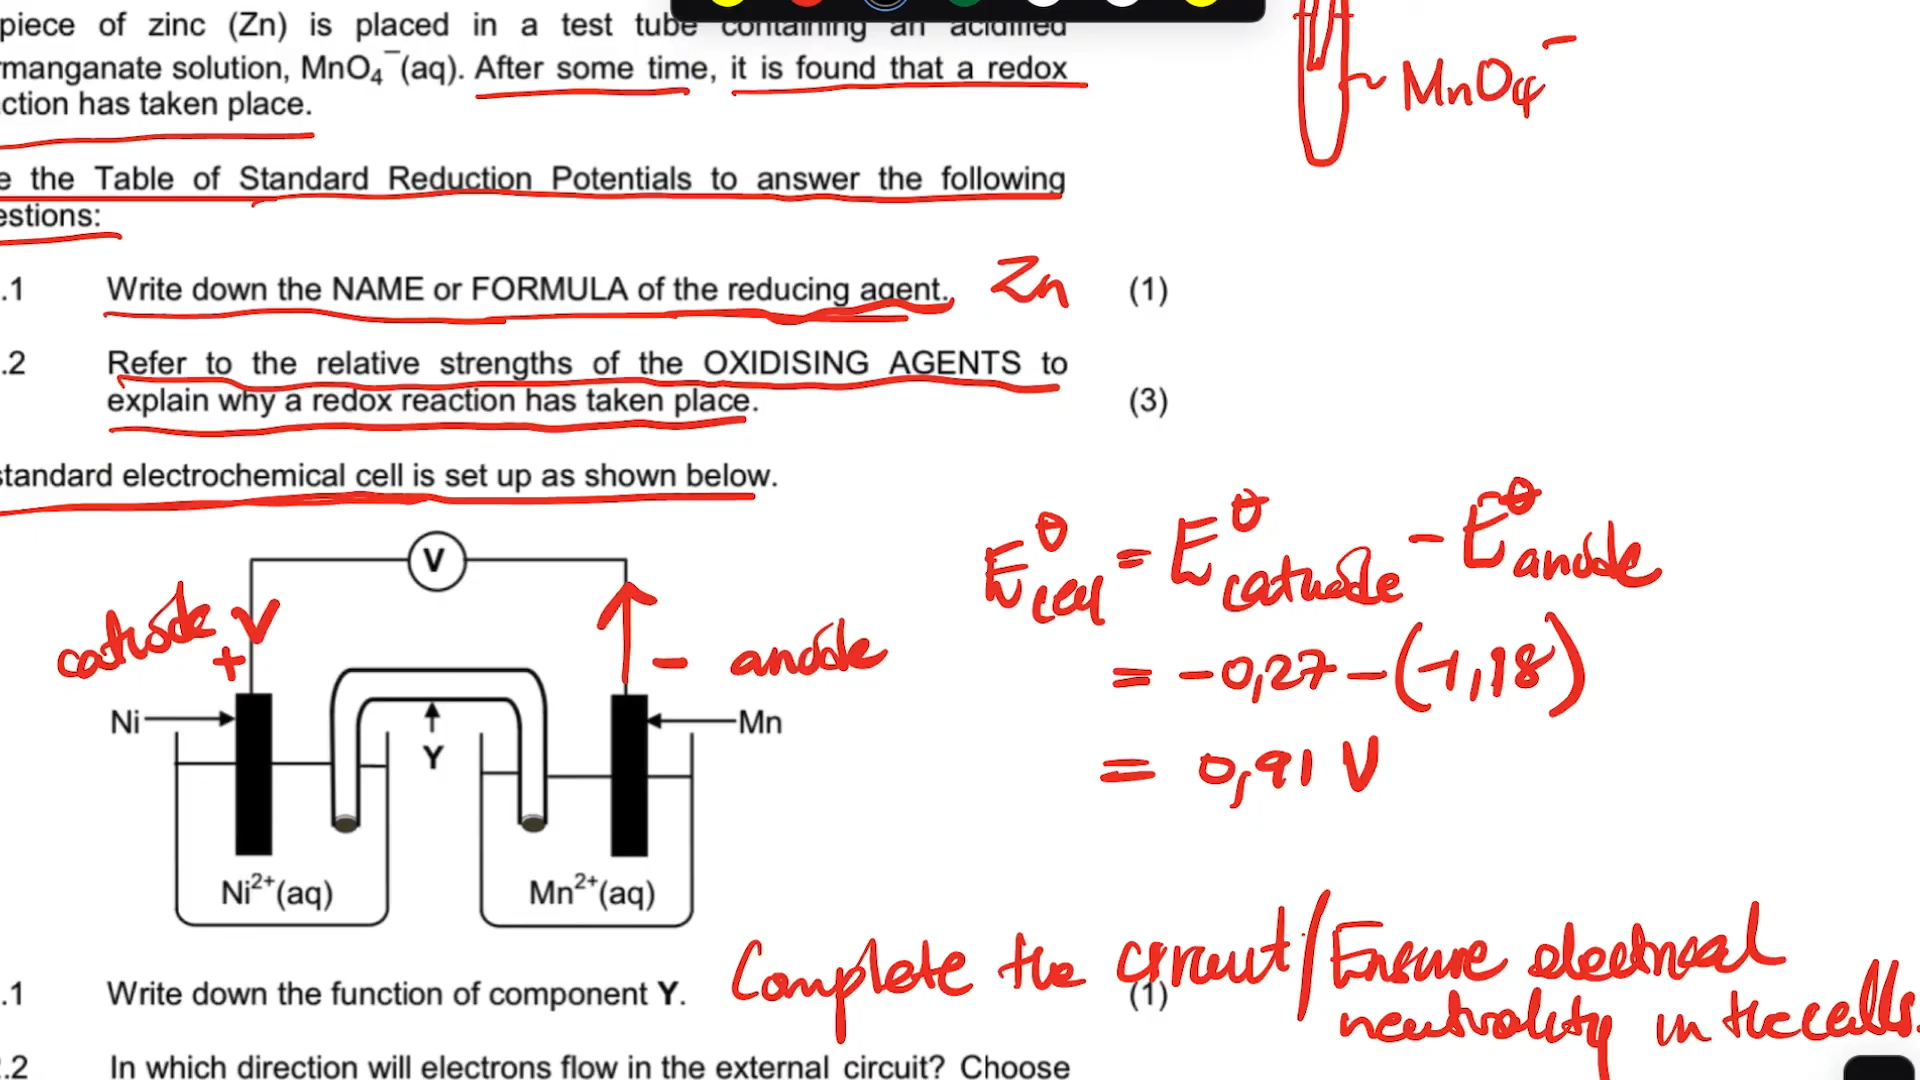 piece of zinc (Zn) is placed in a test tube containing an acidified
rmanganate solution, MnO₄⁻(aq). After some time, it is found that a redox
ction has taken place.
MnO₄⁻
e the Table of Standard Reduction Potentials to answer the following
estions:
.1 Write down the NAME or FORMULA of the reducing agent. Zn (1)
.2 Refer to the relative strengths of the OXIDISING AGENTS to
explain why a redox reaction has taken place. (3)
standard electrochemical cell is set up as shown below.
V
cathode +
- anode
Ni
Y
Mn
Ni²⁺(aq)
Mn²⁺(aq)
E^θ cell = E^θ cathode - E^θ anode
= -0,27 - (-1,18)
= 0,91 V
.1 Write down the function of component Y. (1)
Complete the circuit / Ensure electrical
neutrality in the cells.
.2 In which direction will electrons flow in the external circuit? Choose